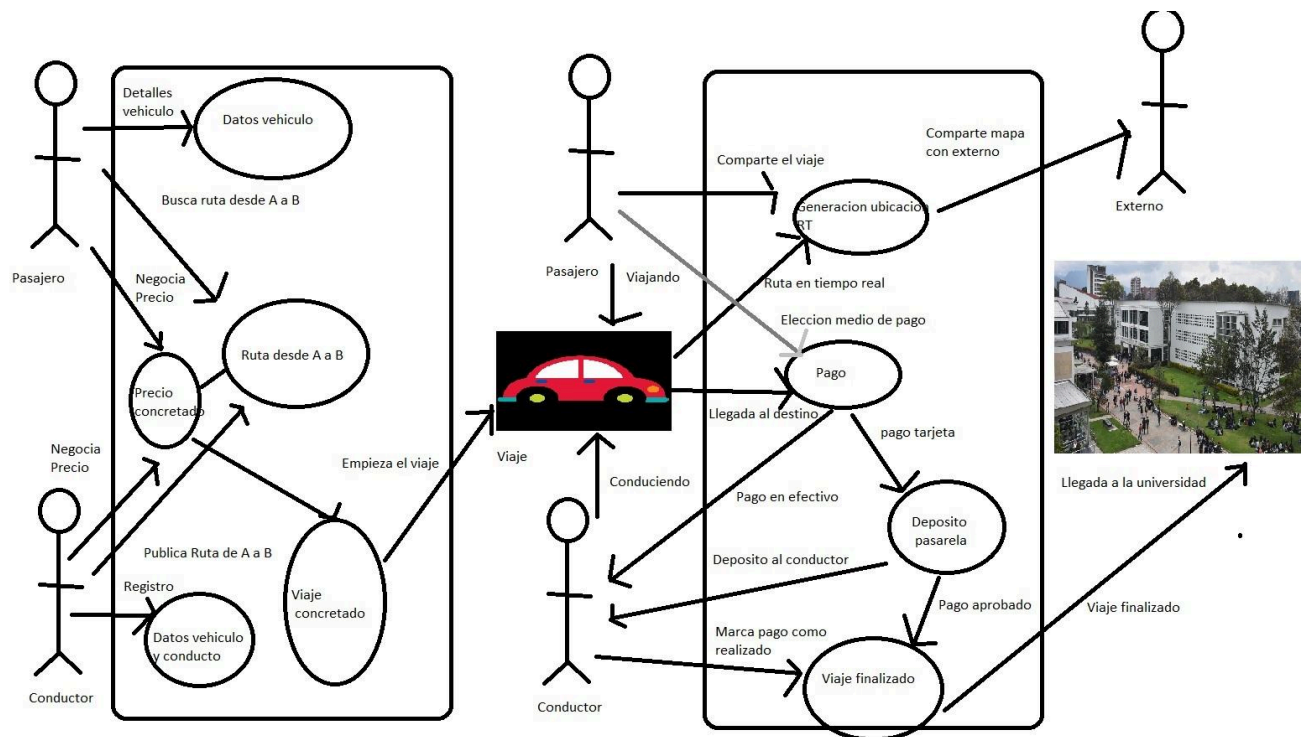 Detalles
vehiculo
Datos vehiculo
Busca ruta desde A a B
Pasajero
Negocia
Precio
Ruta desde A a B
Precio
concretado
Negocia
Precio
Empieza el viaje
Publica Ruta de A a B
Registro
Viaje
concretado
Datos vehiculo
y conducto
Conductor
Comparte el viaje
Generacion ubicación
RT
Comparte mapa
con externo
Externo
Pasajero
Viajando
Ruta en tiempo real
Eleccion medio de pago
Pago
Viaje
Llegada al destino
pago tarjeta
Conduciendo
Pago en efectivo
Llegada a la universidad
Deposito
pasarela
Deposito al conductor
Pago aprobado
Viaje finalizado
Marca pago como
realizado
Viaje finalizado
Conductor